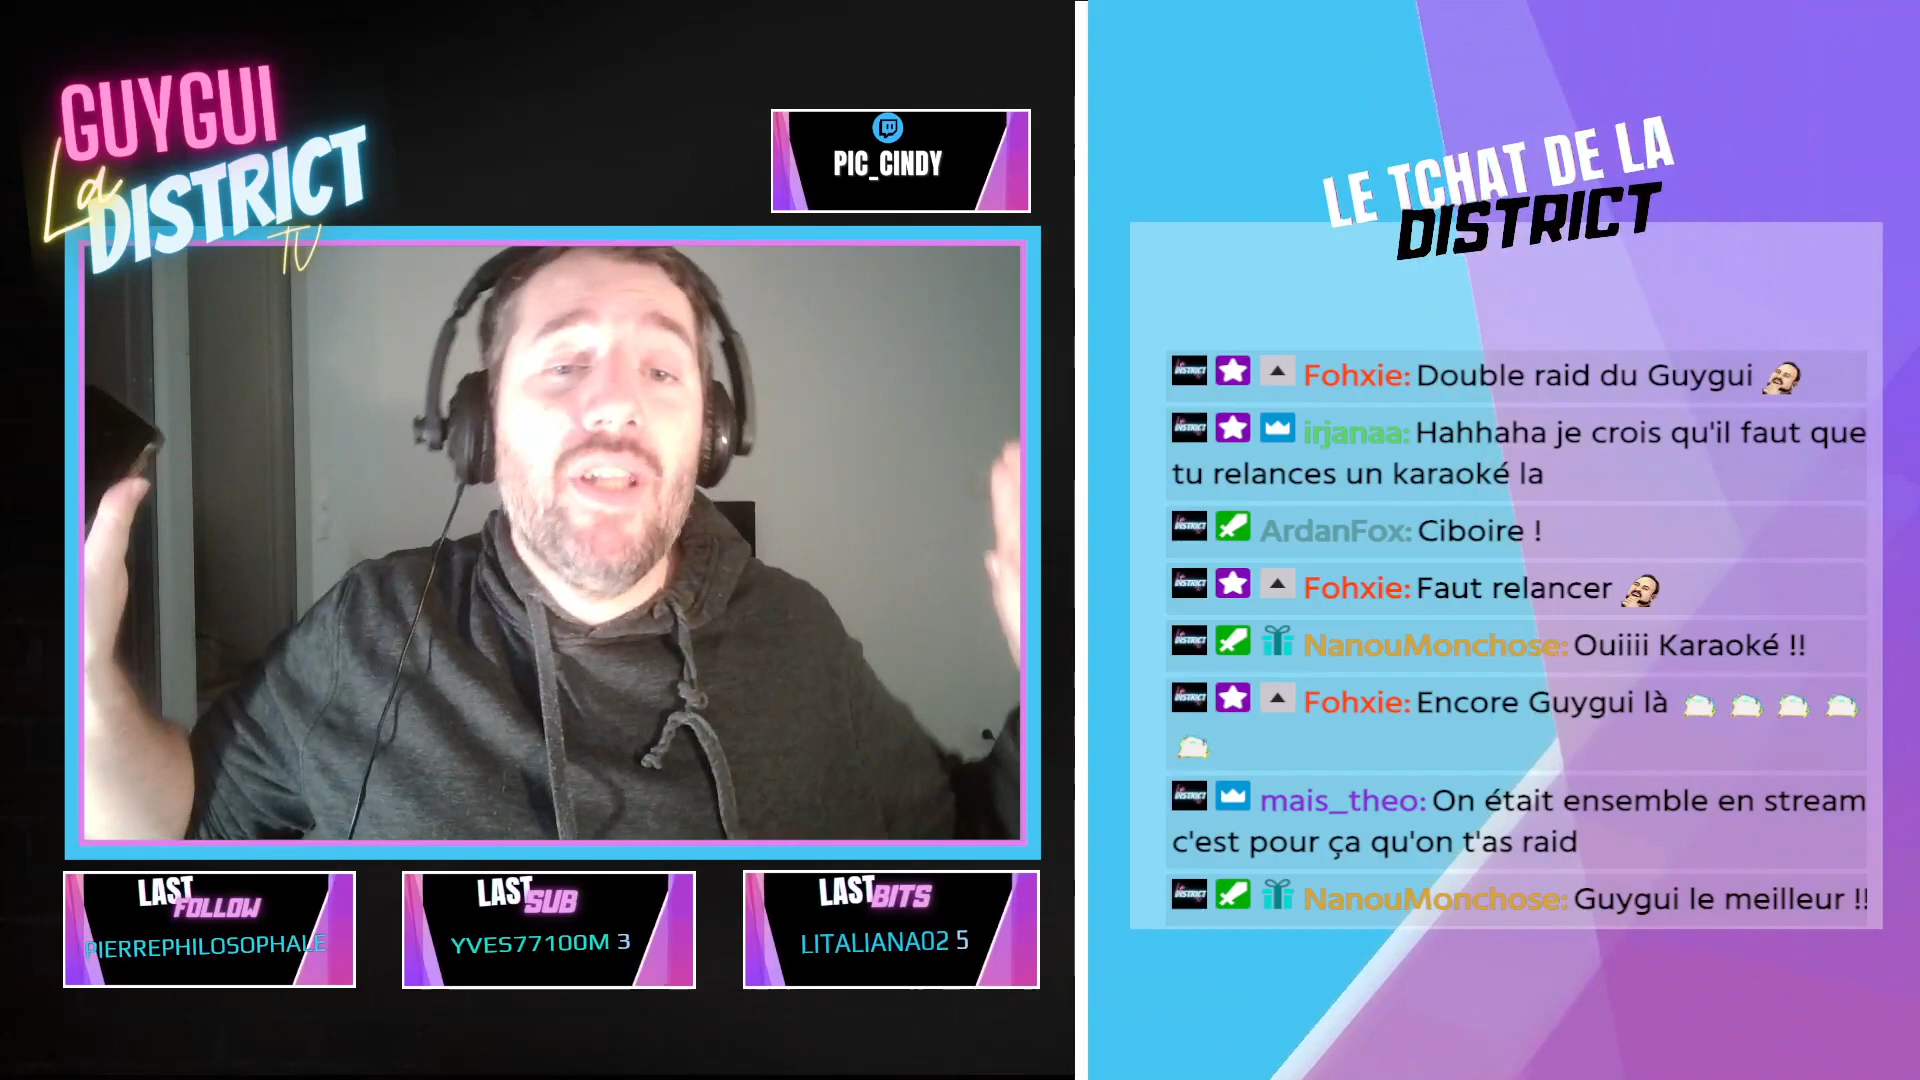 GUYGUI
La
DISTRICT
TV
PIC_CINDY
LAST
FOLLOW
PIERREPHILOSOPHALE
LAST
SUB
YVES77100M 3
LAST
BITS
LITALIANA02 5
LE TCHAT DE LA
DISTRICT
Fohxie: Double raid du Guygui
irjanaa: Hahhaha je crois qu'il faut que
tu relances un karaoké la
ArdanFox: Ciboire !
Fohxie: Faut relancer
NanouMonchose: Ouiiii Karaoké !!
Fohxie: Encore Guygui là
mais_theo: On était ensemble en stream
c'est pour ça qu'on t'as raid
NanouMonchose: Guygui le meilleur !!